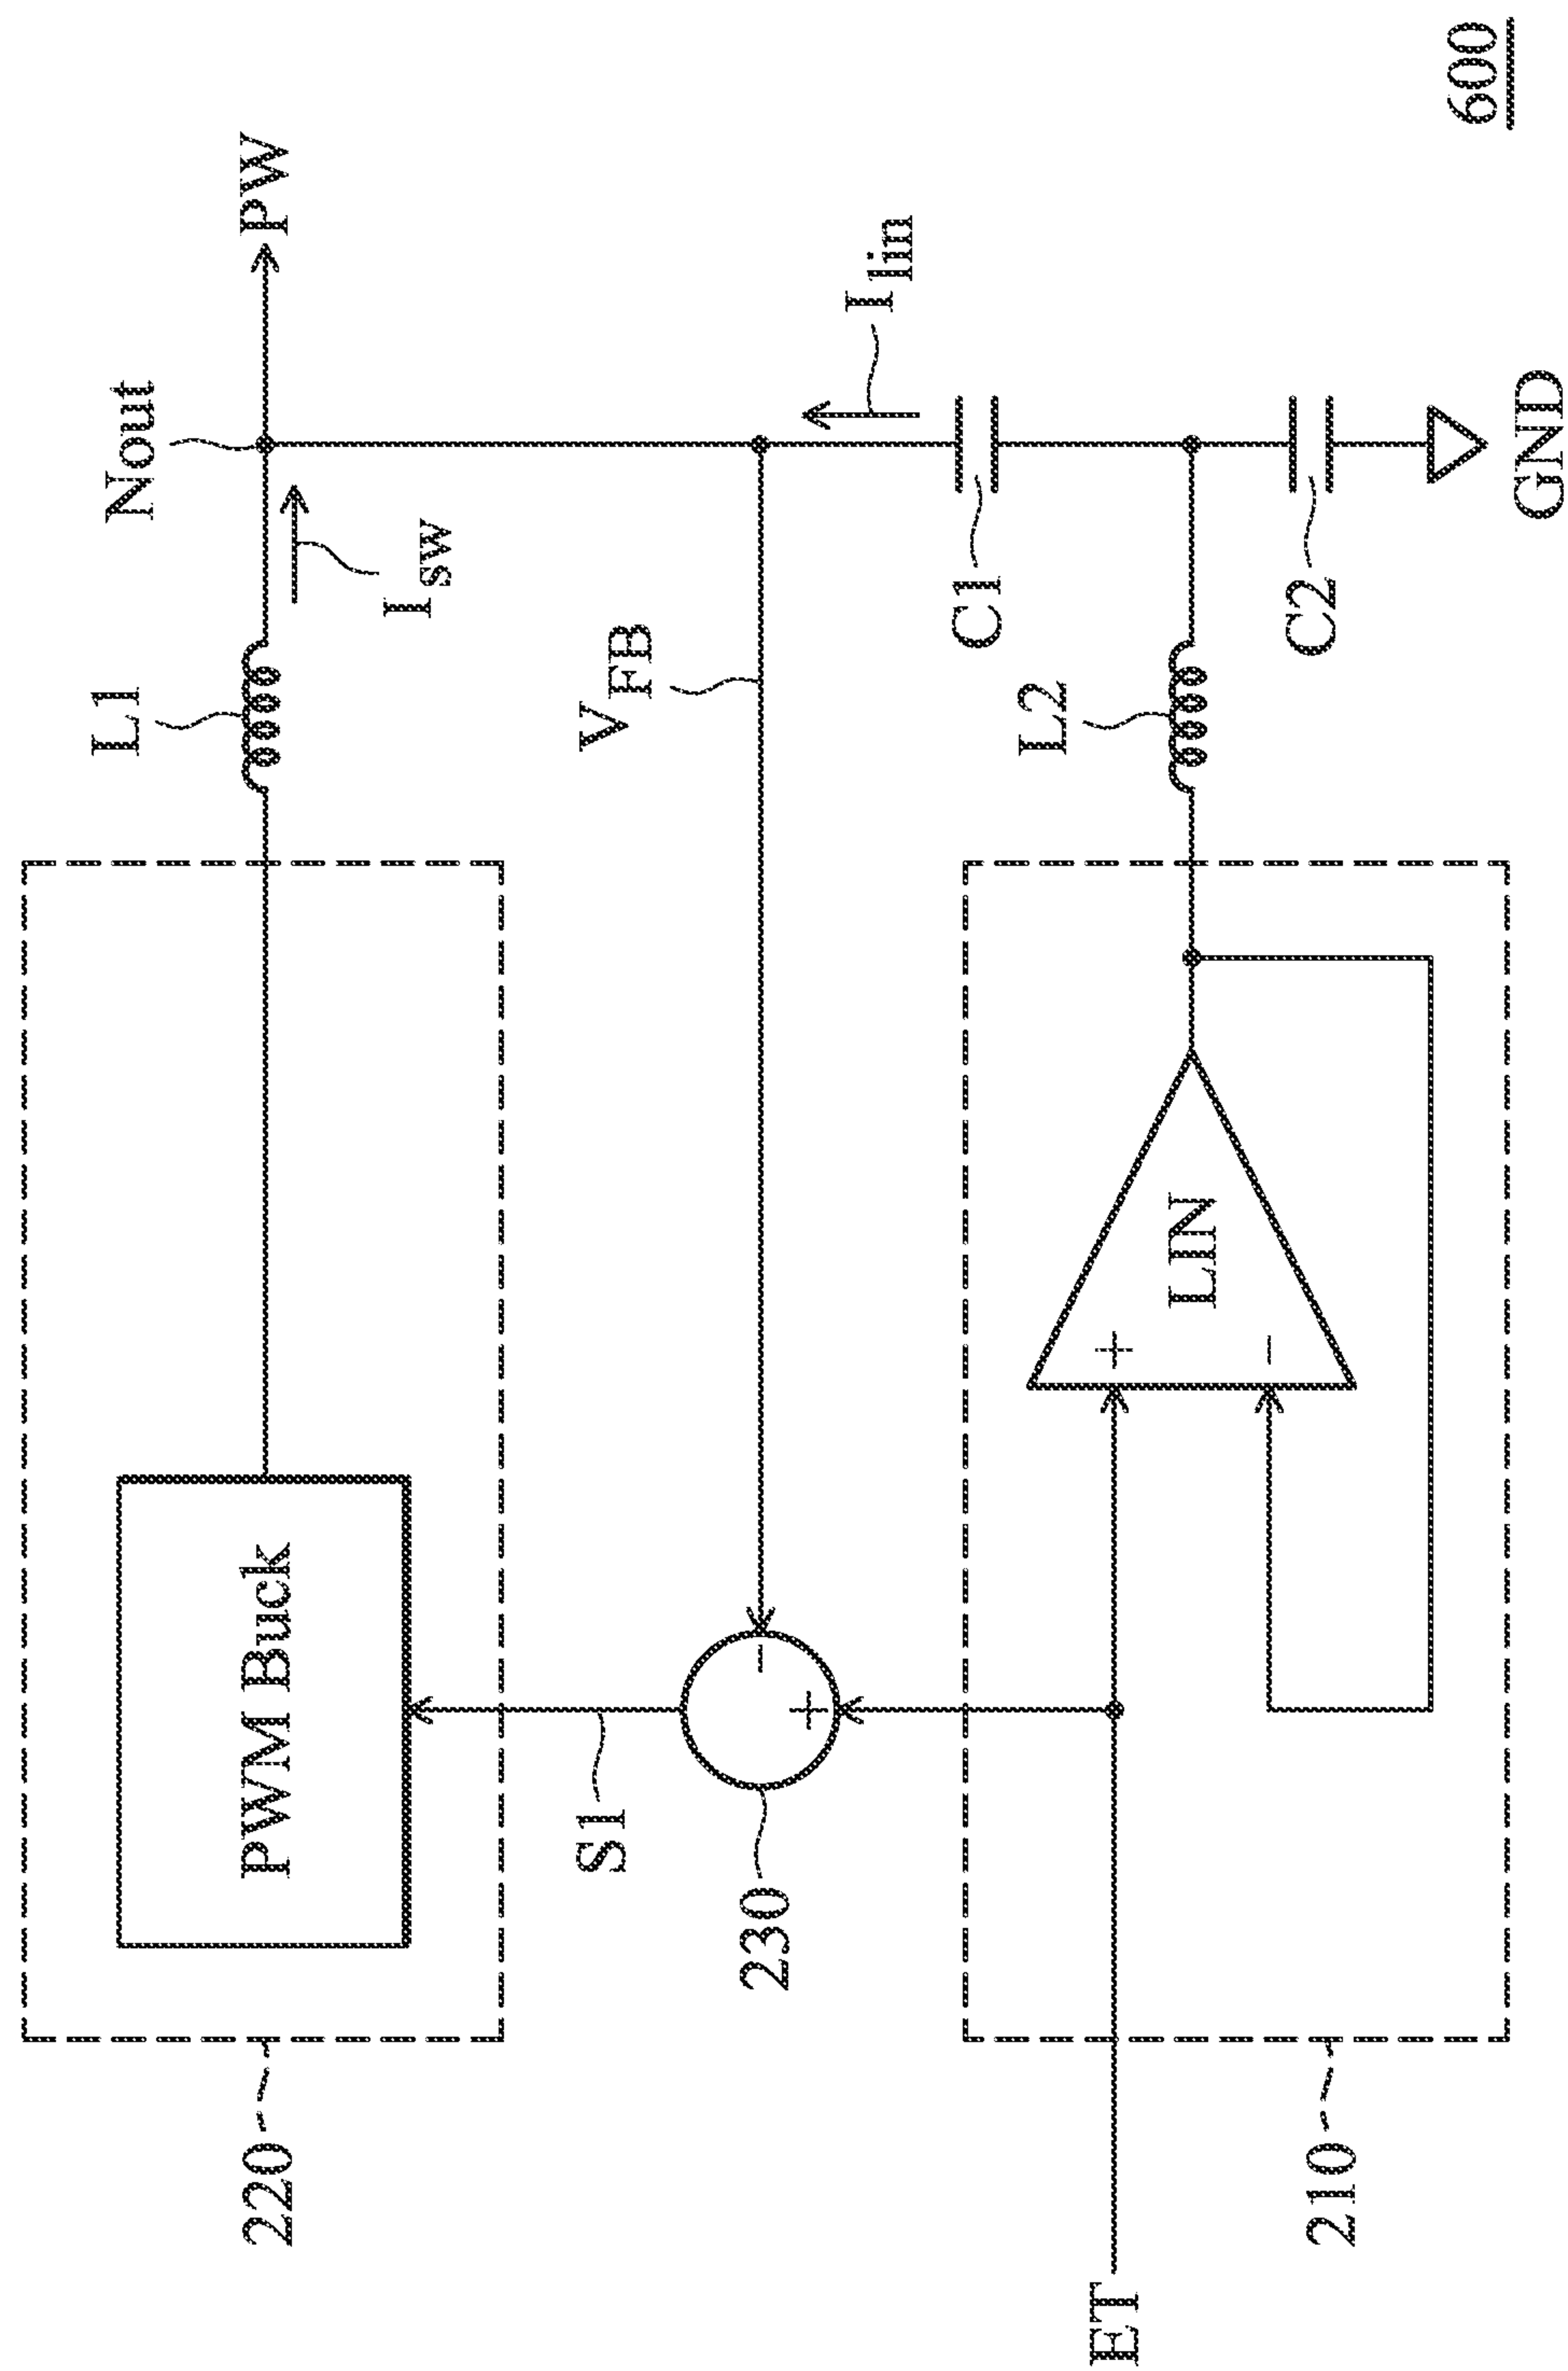 220
PWM Buck
L1
Nout
PW
Isw
S1
VFB
230
Ilin
ET
+
-
+
-
LIN
L2
C1
C2
210
GND
600